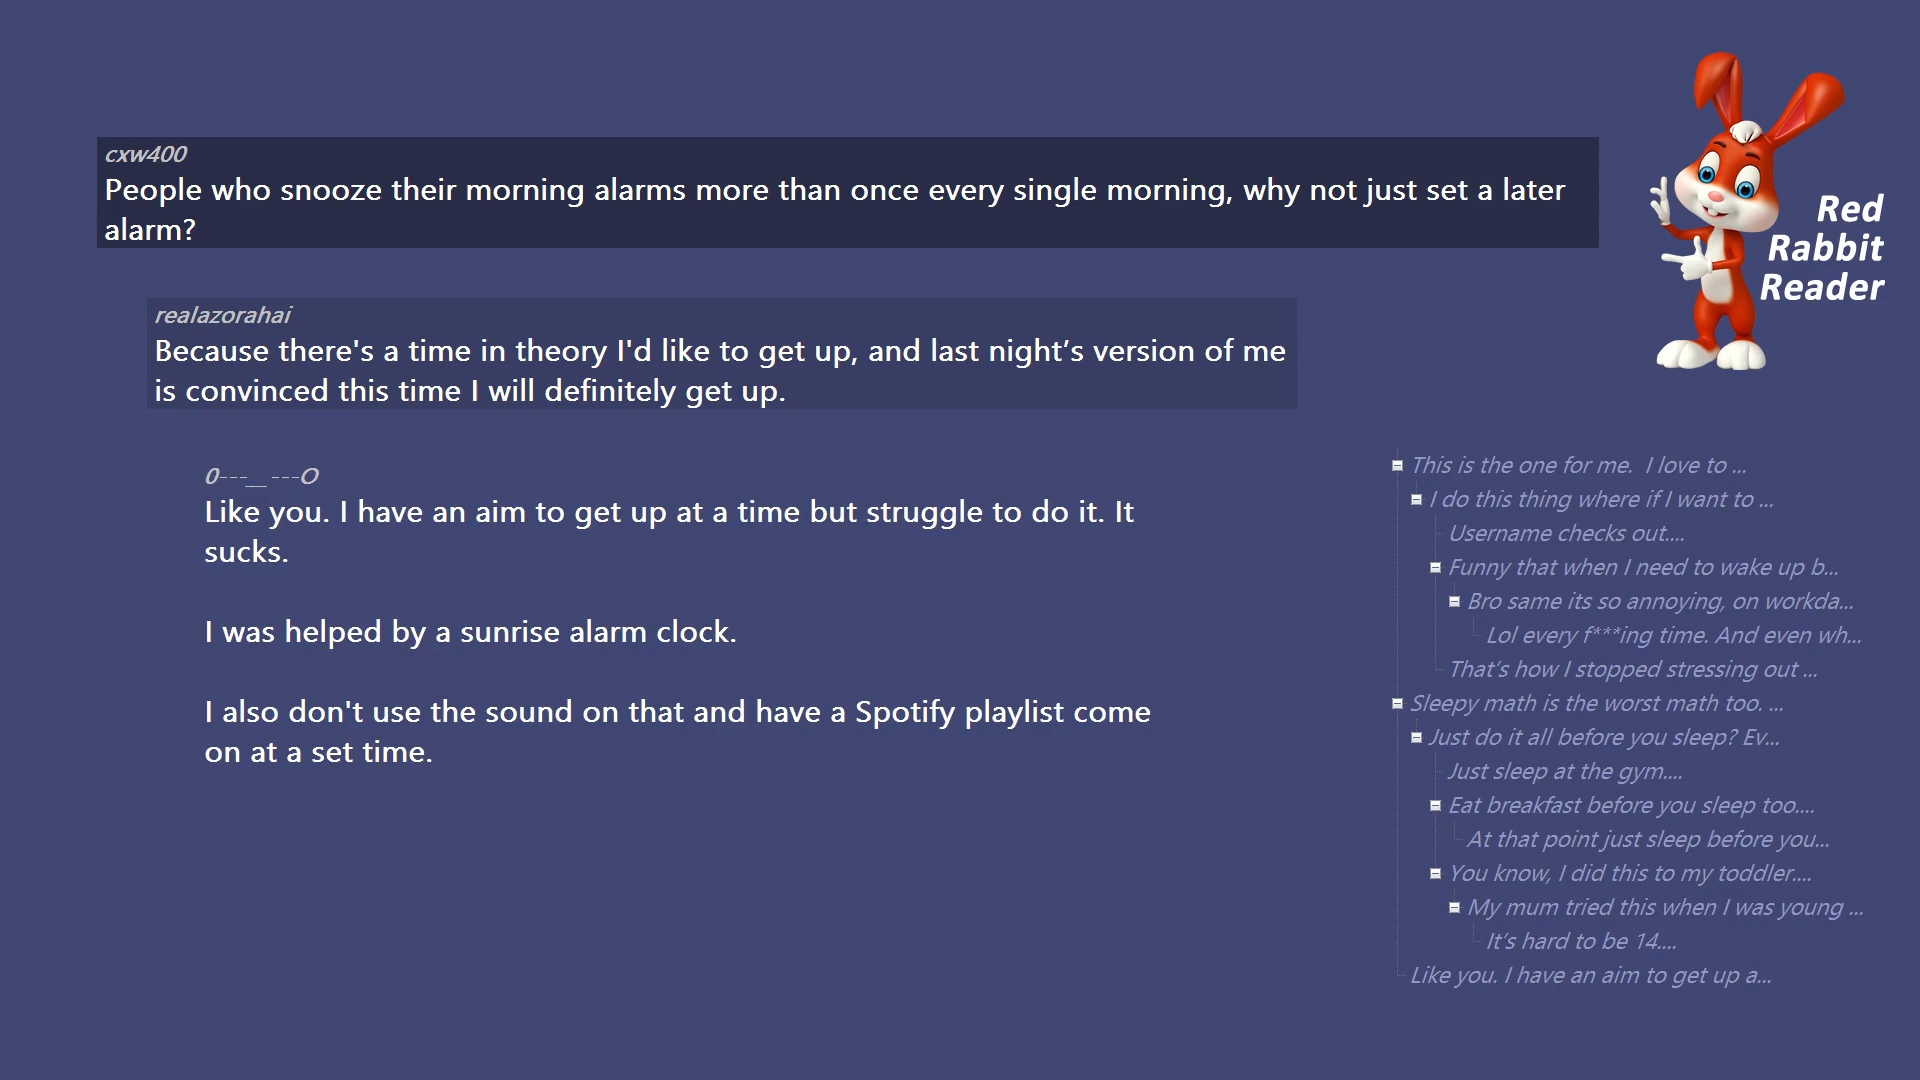 cxw400
People who snooze their morning alarms more than once every single morning, why not just set a later
alarm?
Red
Rabbit
Reader
realazorahai
Because there's a time in theory I'd like to get up, and last night’s version of me
is convinced this time I will definitely get up.
0---__---O
Like you. I have an aim to get up at a time but struggle to do it. It
sucks.
I was helped by a sunrise alarm clock.
I also don't use the sound on that and have a Spotify playlist come
on at a set time.
This is the one for me.  I love to ...
I do this thing where if I want to ...
Username checks out....
Funny that when I need to wake up b...
Bro same its so annoying, on workda...
Lol every f***ing time. And even wh...
That’s how I stopped stressing out ...
Sleepy math is the worst math too. ...
Just do it all before you sleep? Ev...
Just sleep at the gym....
Eat breakfast before you sleep too....
At that point just sleep before you...
You know, I did this to my toddler....
My mum tried this when I was young ...
It’s hard to be 14....
Like you. I have an aim to get up a...